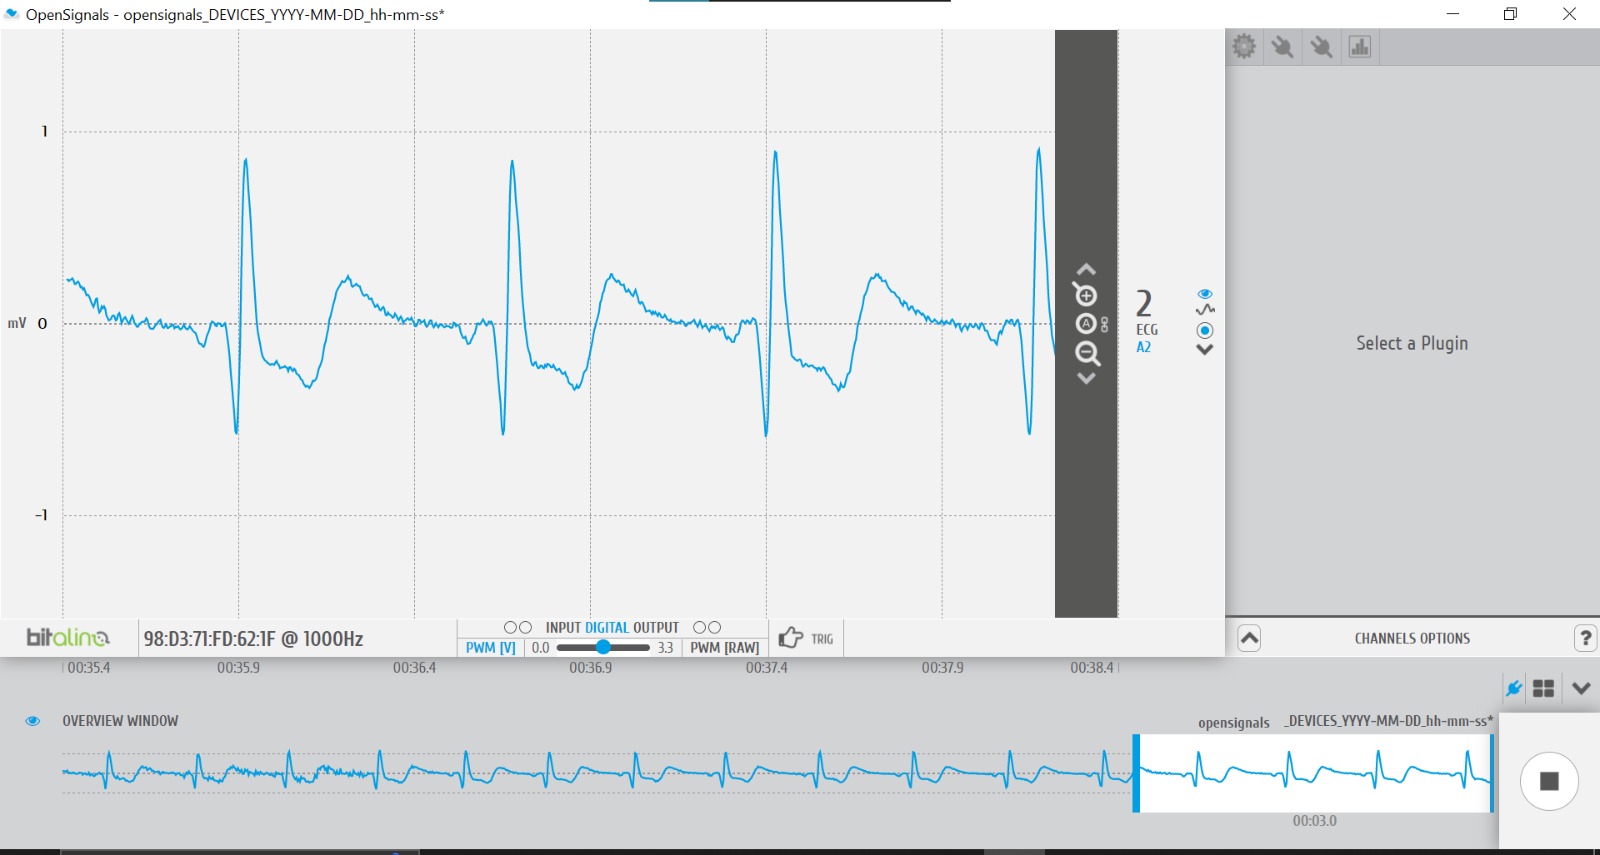 OpenSignals - opensignals_DEVICES_YYYY-MM-DD_hh-mm-ss*
1
mV 0
-1
2
ECG
A2
A
Select a Plugin
bitalino
98:D3:71:FD:62:1F @ 1000Hz
INPUT DIGITAL OUTPUT
PWM [V] 0.0 3.3 PWM [RAW]
TRIG
CHANNELS OPTIONS
?
00:35.4 00:35.9 00:36.4 00:36.9 00:37.4 00:37.9 00:38.4
OVERVIEW WINDOW
opensignals _DEVICES_YYYY-MM-DD_hh-mm-ss*
00:03.0